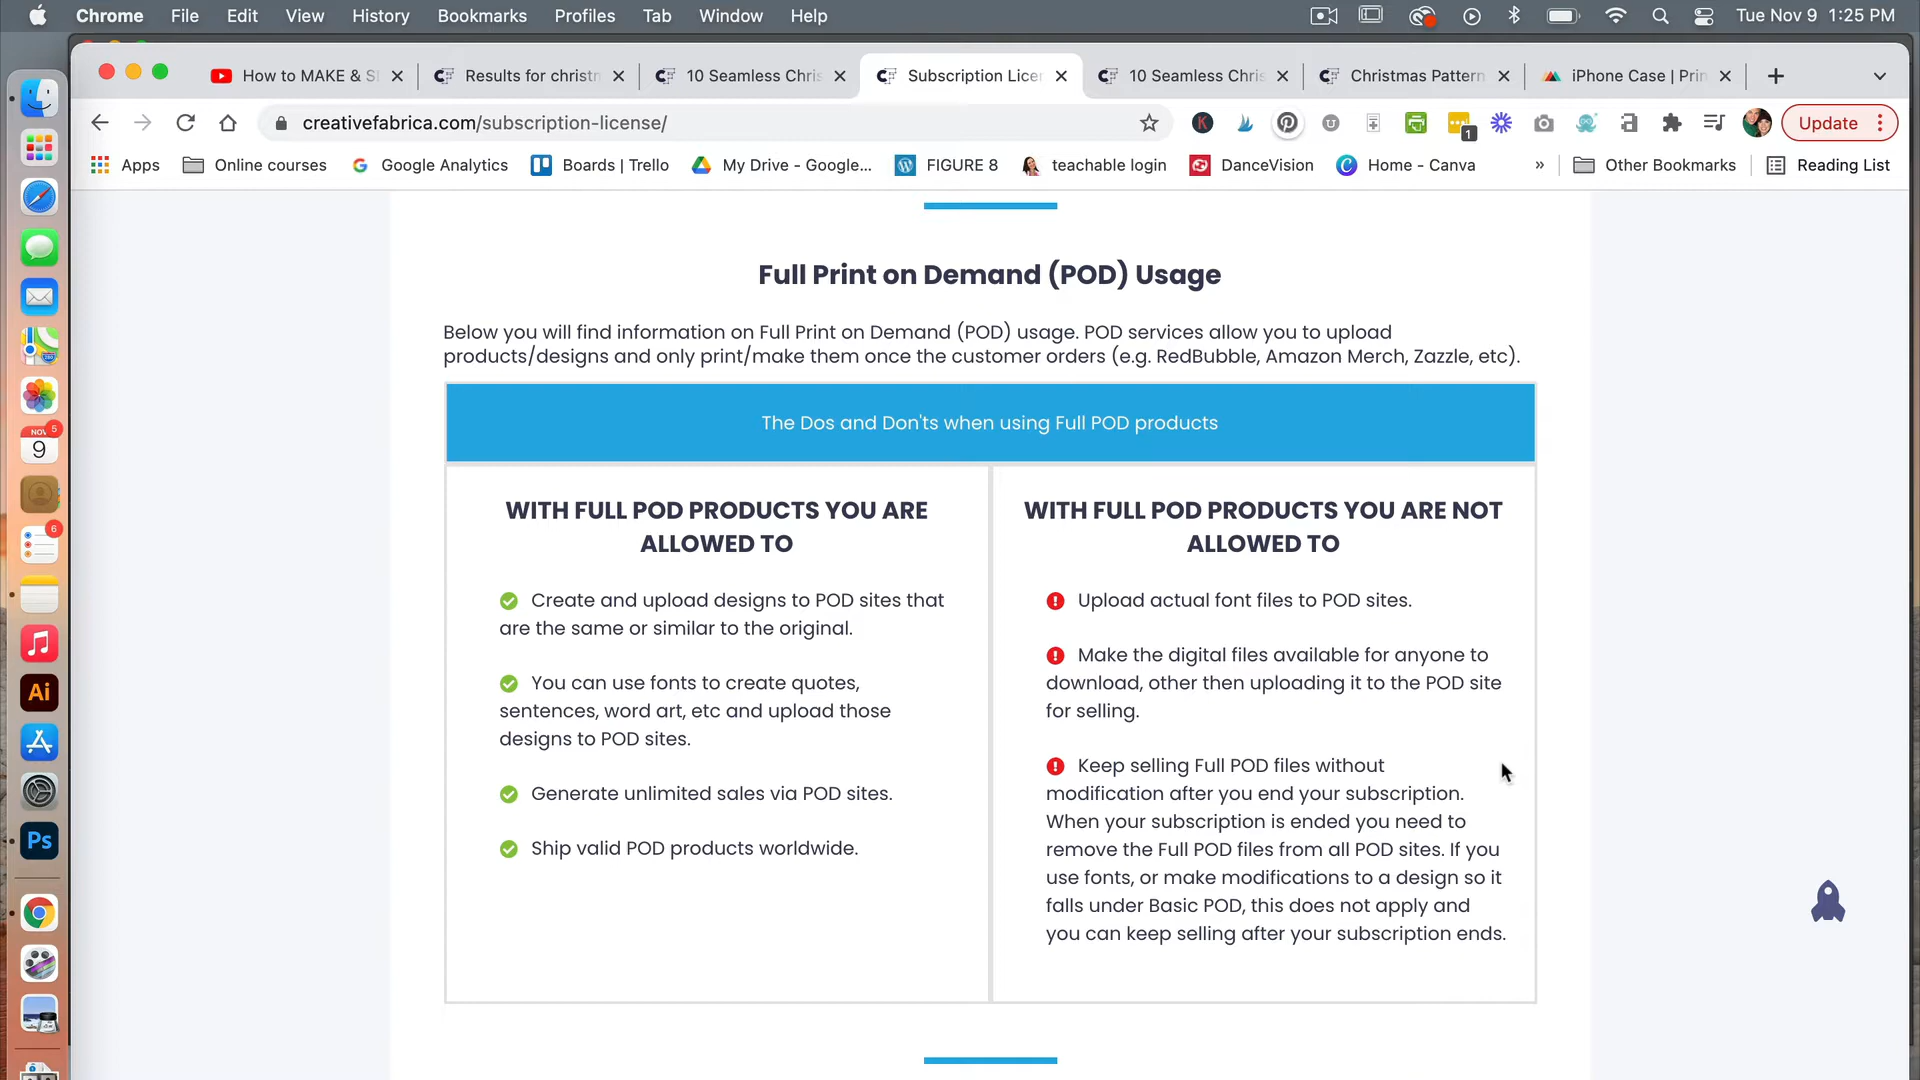 Chrome File Edit View History Bookmarks Profiles Tab Window Help Tue Nov 9 1:25 PM
How to MAKE & S Results for christm 10 Seamless Chris Subscription Licen 10 Seamless Chris Christmas Pattern iPhone Case | Prin
creativefabrica.com/subscription-license/ 1 Update
Apps Online courses Google Analytics Boards | Trello My Drive - Google... FIGURE 8 teachable login DanceVision Home - Canva » Other Bookmarks Reading List
Full Print on Demand (POD) Usage
Below you will find information on Full Print on Demand (POD) usage. POD services allow you to upload
products/designs and only print/make them once the customer orders (e.g. RedBubble, Amazon Merch, Zazzle, etc).
The Dos and Don'ts when using Full POD products
WITH FULL POD PRODUCTS YOU ARE
ALLOWED TO
Create and upload designs to POD sites that
are the same or similar to the original.
You can use fonts to create quotes,
sentences, word art, etc and upload those
designs to POD sites.
Generate unlimited sales via POD sites.
Ship valid POD products worldwide.
WITH FULL POD PRODUCTS YOU ARE NOT
ALLOWED TO
Upload actual font files to POD sites.
Make the digital files available for anyone to
download, other then uploading it to the POD site
for selling.
Keep selling Full POD files without
modification after you end your subscription.
When your subscription is ended you need to
remove the Full POD files from all POD sites. If you
use fonts, or make modifications to a design so it
falls under Basic POD, this does not apply and
you can keep selling after your subscription ends.
NOV 5
9
6
Ai
Ps